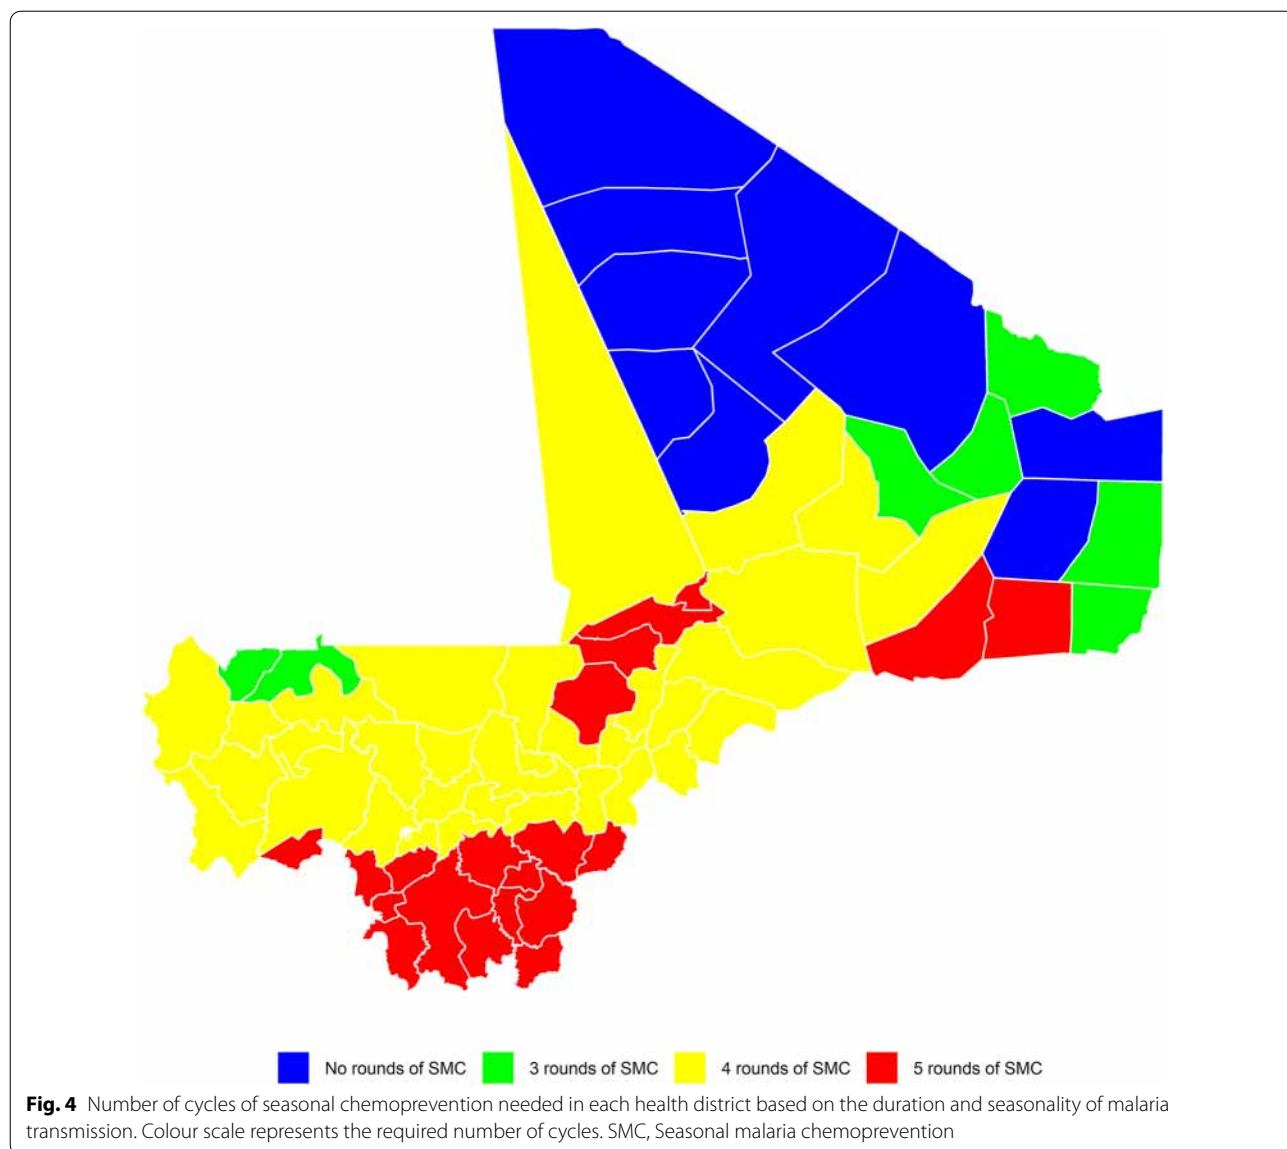 No rounds of SMC 3 rounds of SMC 4 rounds of SMC 5 rounds of SMC
Fig. 4 Number of cycles of seasonal chemoprevention needed in each health district based on the duration and seasonality of malaria
transmission. Colour scale represents the required number of cycles. SMC, Seasonal malaria chemoprevention